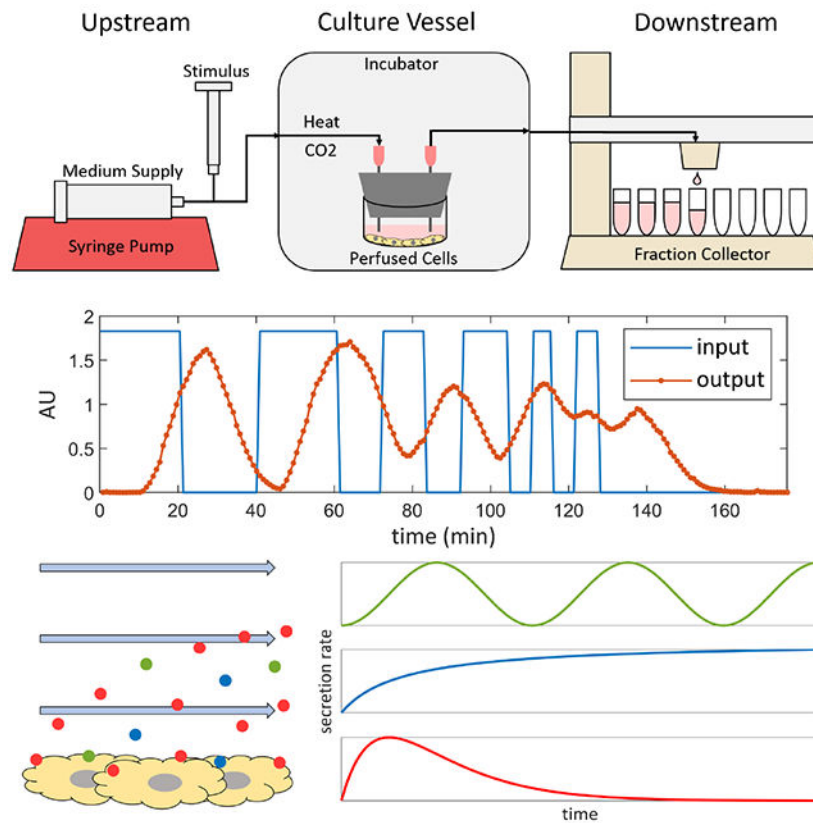 Upstream
Culture Vessel
Downstream
Stimulus
Incubator
Heat
CO2
Medium Supply
Syringe Pump
Perfused Cells
Fraction Collector
2
1.5
1
0.5
0
AU
input
output
0 20 40 60 80 100 120 140 160
time (min)
secretion rate
time